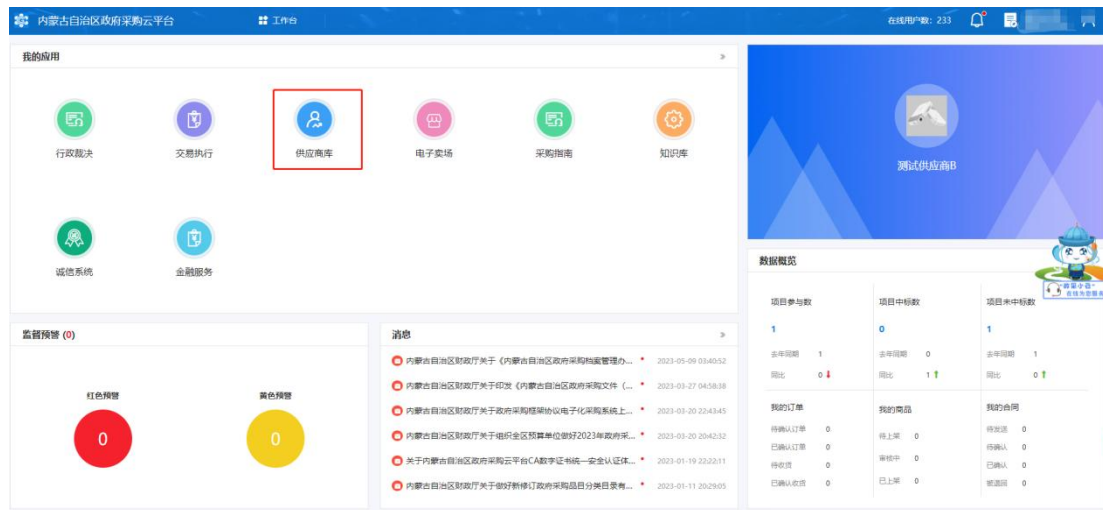 内蒙古自治区政府采购云平台
工作台
在线用户数: 233
我的应用
行政裁决
交易执行
供应商库
电子卖场
采购指南
知识库
诚信系统
金融服务
测试供应商B
数据概览
在线为您服务
项目参与数
项目中标数
项目未中标数
1
0
1
去年同期 1
去年同期 0
去年同期 1
同比 0
同比 1
同比 0
我的订单
我的商品
我的合同
待确认订单 0
已确认订单 0
待收货 0
已确认收货 0
待上架 0
审核中 0
已上架 0
待发送 0
待确认 0
已确认 0
被退回 0
监督预警 (0)
红色预警
黄色预警
0
0
消息
内蒙古自治区财政厅关于《内蒙古自治区政府采购档案管理办... 2023-05-09 03:40:52
内蒙古自治区财政厅关于印发《内蒙古自治区政府采购文件（... 2023-03-27 04:58:38
内蒙古自治区财政厅关于政府采购框架协议电子化采购系统上... 2023-03-20 22:43:45
内蒙古自治区财政厅关于组织全区预算单位做好2023年政府采... 2023-03-20 20:42:32
关于内蒙古自治区政府采购云平台CA数字证书统一安全认证体... 2023-01-19 22:22:11
内蒙古自治区财政厅关于做好新修订政府采购品目分类目录有... 2023-01-11 20:29:05